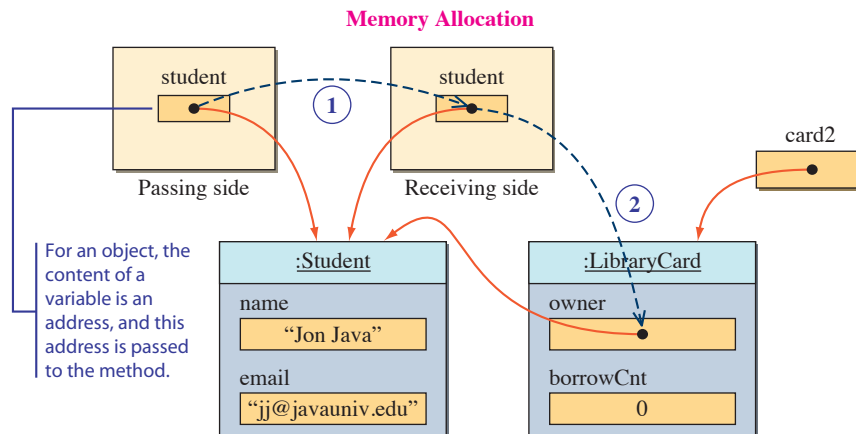 Memory Allocation
student
student
1
card2
Passing side
Receiving side
2
For an object, the
content of a
variable is an
address, and this
address is passed
to the method.
:Student
name
“Jon Java”
email
“jj@javauniv.edu”
:LibraryCard
owner
borrowCnt
0